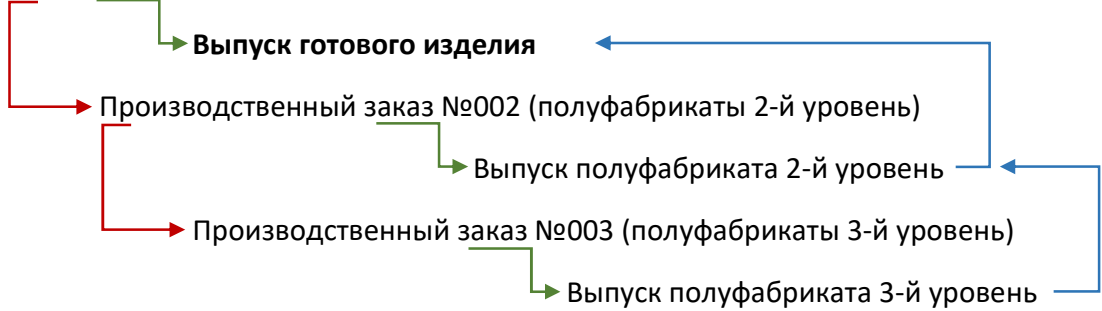 Выпуск готового изделия
Производственный заказ №002 (полуфабрикаты 2-й уровень)
Выпуск полуфабриката 2-й уровень
Производственный заказ №003 (полуфабрикаты 3-й уровень)
Выпуск полуфабриката 3-й уровень